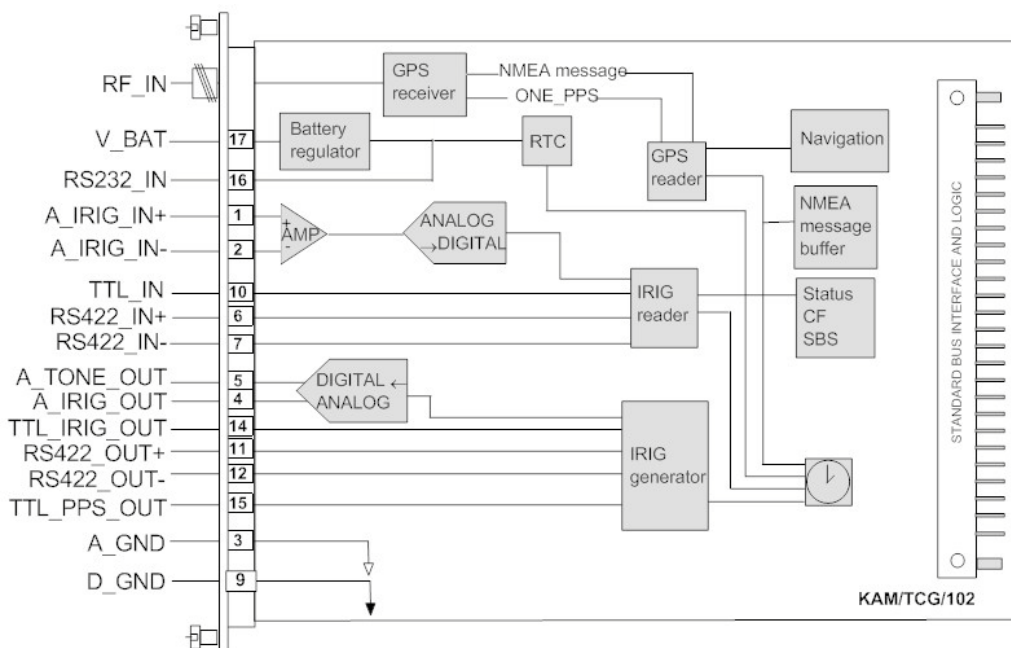 RF_IN
V_BAT
RS232_IN
A_IRIG_IN+
A_IRIG_IN-
TTL_IN
RS422_IN+
RS422_IN-
A_TONE_OUT
A_IRIG_OUT
TTL_IRIG_OUT
RS422_OUT+
RS422_OUT-
TTL_PPS_OUT
A_GND
D_GND
17
16
1
2
10
6
7
5
4
14
11
12
15
3
9
GPS
receiver
NMEA message
ONE_PPS
Battery
regulator
RTC
GPS
reader
Navigation
+
AMP
-
ANALOG
→DIGITAL
NMEA
message
buffer
IRIG
reader
Status
CF
SBS
DIGITAL ←
ANALOG
IRIG
generator
STANDARD BUS INTERFACE AND LOGIC
KAM/TCG/102